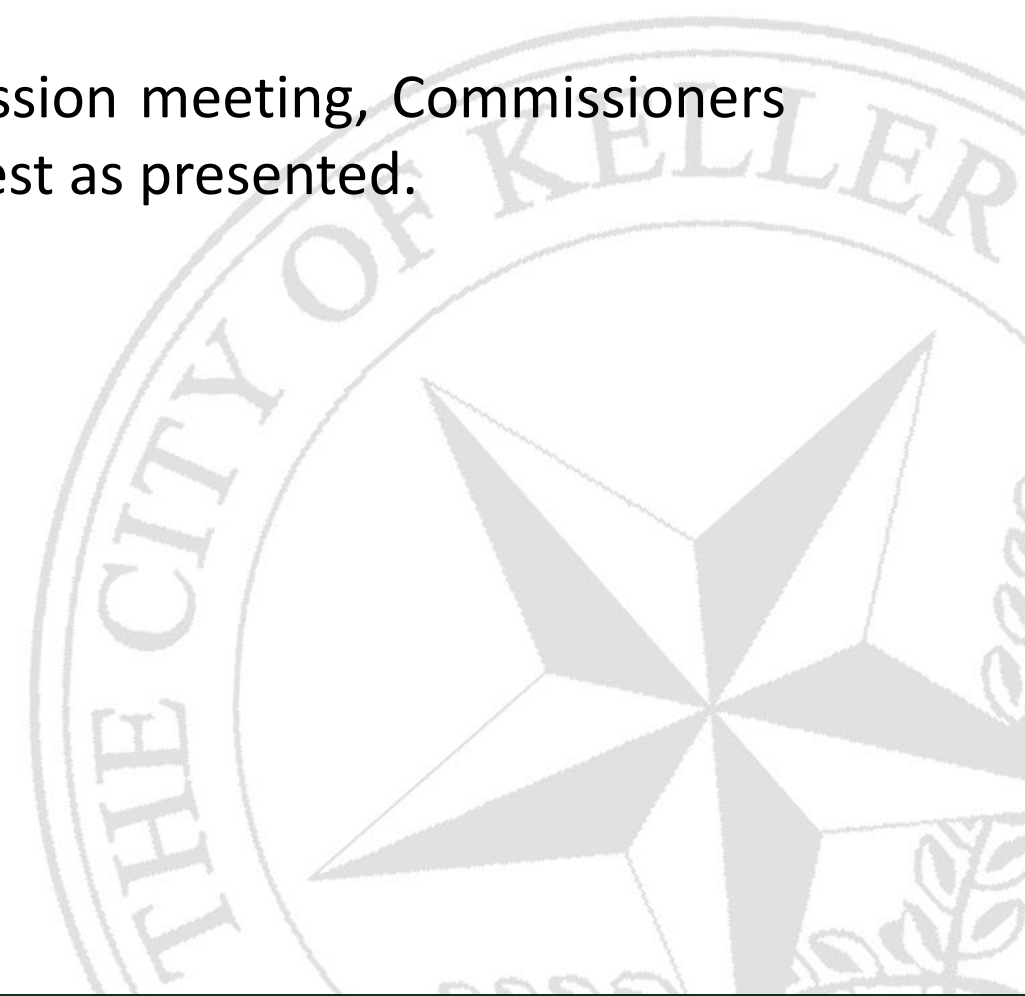 ssion meeting, Commissioners
est as presented.
THE CITY OF KELLER